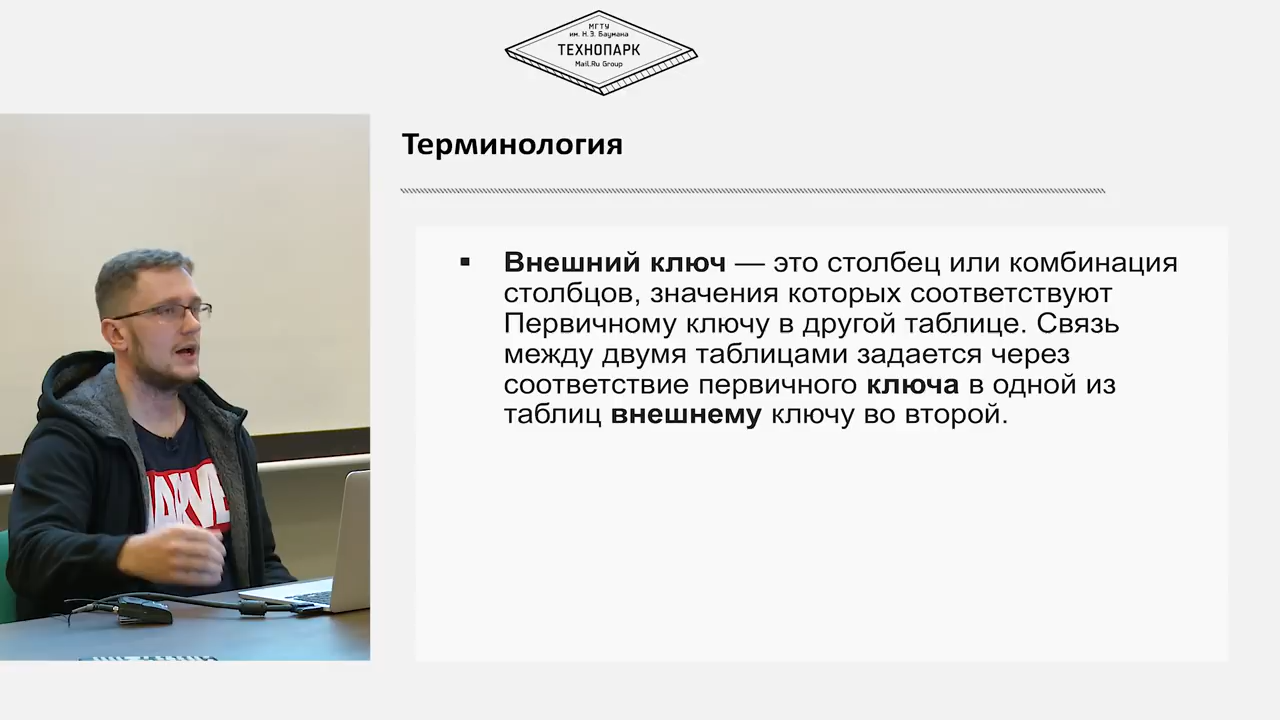 МГТУ
им. Н.Э. Баумана
ТЕХНОПАРК
Mail.Ru Group
Терминология
Внешний ключ — это столбец или комбинация
столбцов, значения которых соответствуют
Первичному ключу в другой таблице. Связь
между двумя таблицами задается через
соответствие первичного ключа в одной из
таблиц внешнему ключу во второй.
MARVE